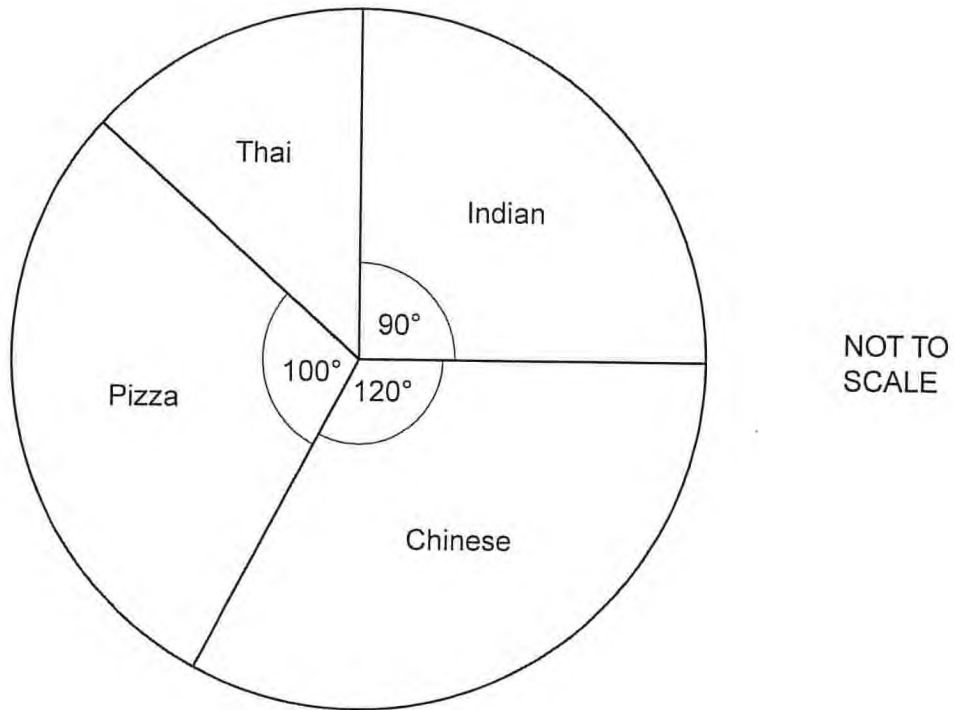 Thai
Indian
90°
100°
120°
Pizza
Chinese
NOT TO
SCALE